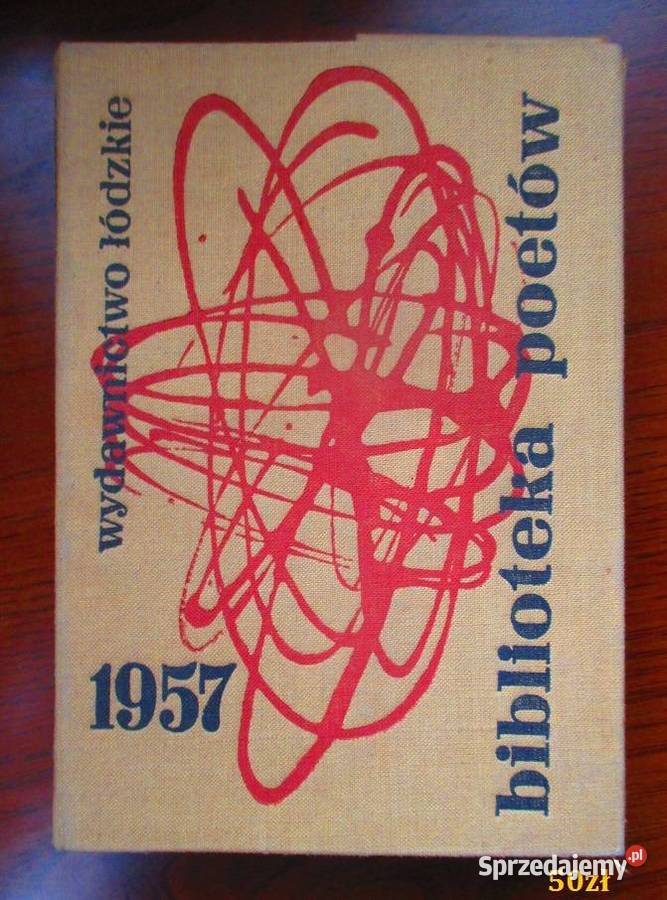 wydawnictwo łódzkie
1957
biblioteka poetów
Sprzedajemy.pl
50zł